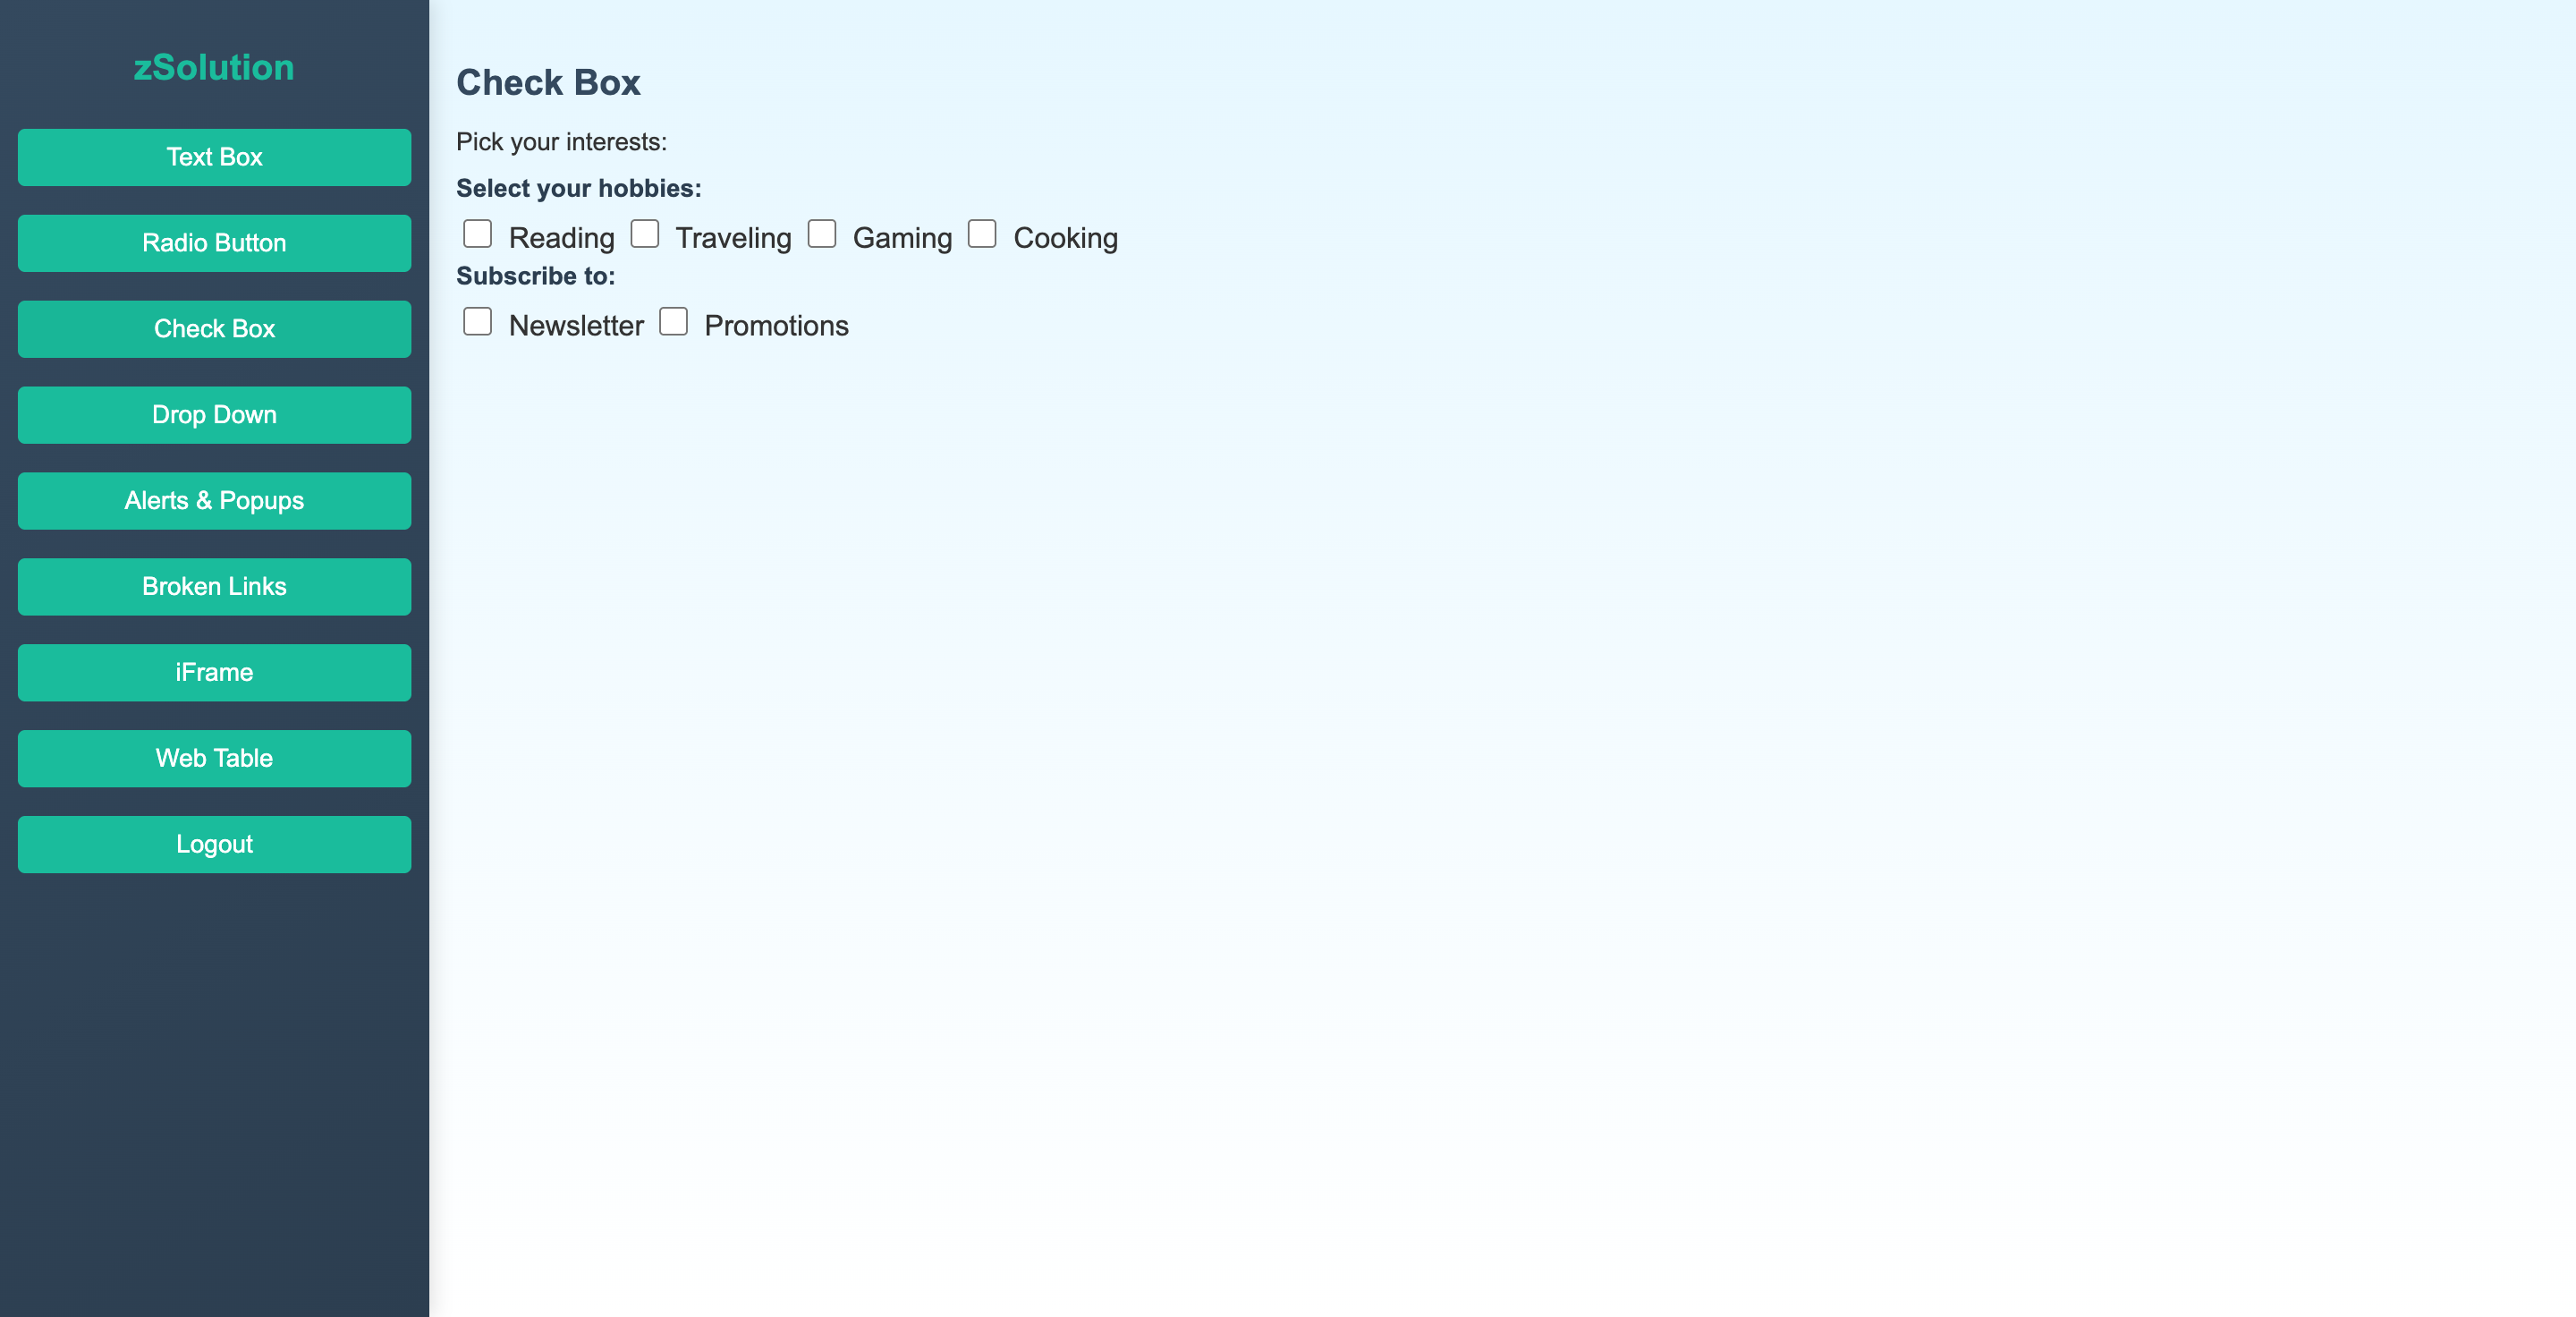 zSolution
Text Box
Radio Button
Check Box
Drop Down
Alerts & Popups
Broken Links
iFrame
Web Table
Logout
Check Box
Pick your interests:
Select your hobbies:
Reading Traveling Gaming Cooking
Subscribe to:
Newsletter Promotions